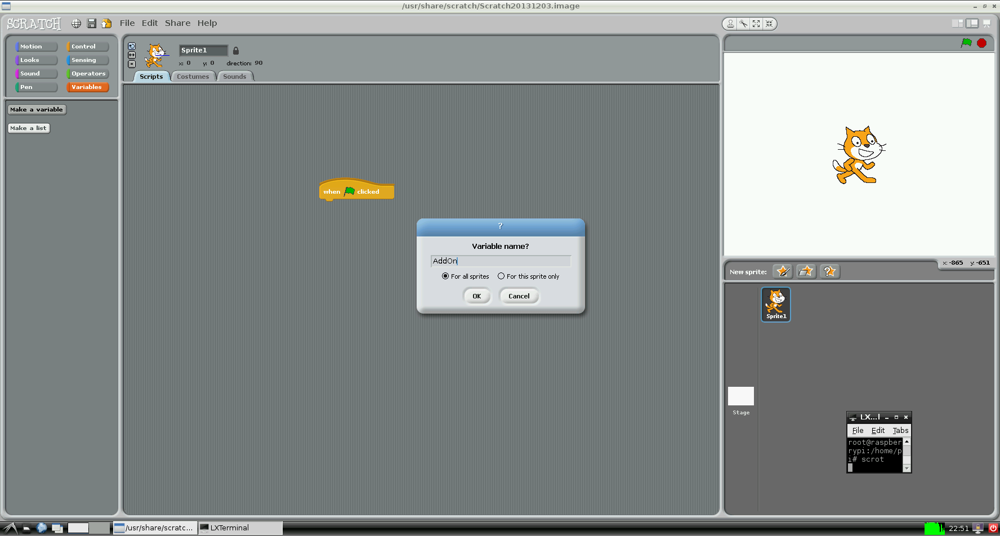 /usr/share/scratch/Scratch20131203.image
SCRATCH
File Edit Share Help
Motion Control
Looks Sensing
Sound Operators
Pen Variables
Make a variable
Make a list
Sprite1
x: 0 y: 0 direction: 90
Scripts Costumes Sounds
when clicked
?
Variable name?
AddOn
For all sprites For this sprite only
OK Cancel
x: -865 y: -651
New sprite:
Sprite1
Stage
LX...l
File Edit Tabs
root@raspber
rypi:/home/p
i# scrot
/usr/share/scratc... LXTerminal 22:51